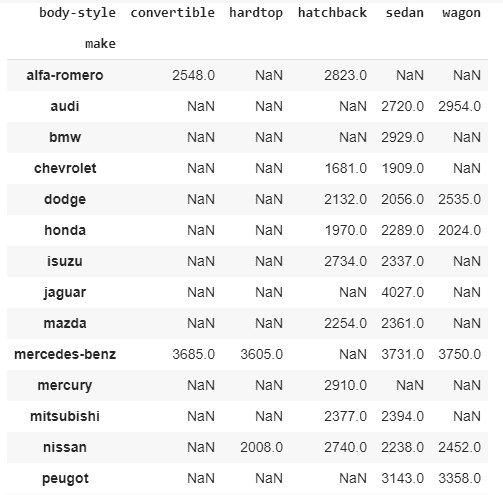 body-style convertible hardtop hatchback sedan wagon
make
alfa-romero 2548.0 NaN 2823.0 NaN NaN
audi NaN NaN NaN 2720.0 2954.0
bmw NaN NaN NaN 2929.0 NaN
chevrolet NaN NaN 1681.0 1909.0 NaN
dodge NaN NaN 2132.0 2056.0 2535.0
honda NaN NaN 1970.0 2289.0 2024.0
isuzu NaN NaN 2734.0 2337.0 NaN
jaguar NaN NaN NaN 4027.0 NaN
mazda NaN NaN 2254.0 2361.0 NaN
mercedes-benz 3685.0 3605.0 NaN 3731.0 3750.0
mercury NaN NaN 2910.0 NaN NaN
mitsubishi NaN NaN 2377.0 2394.0 NaN
nissan NaN 2008.0 2740.0 2238.0 2452.0
peugot NaN NaN NaN 3143.0 3358.0